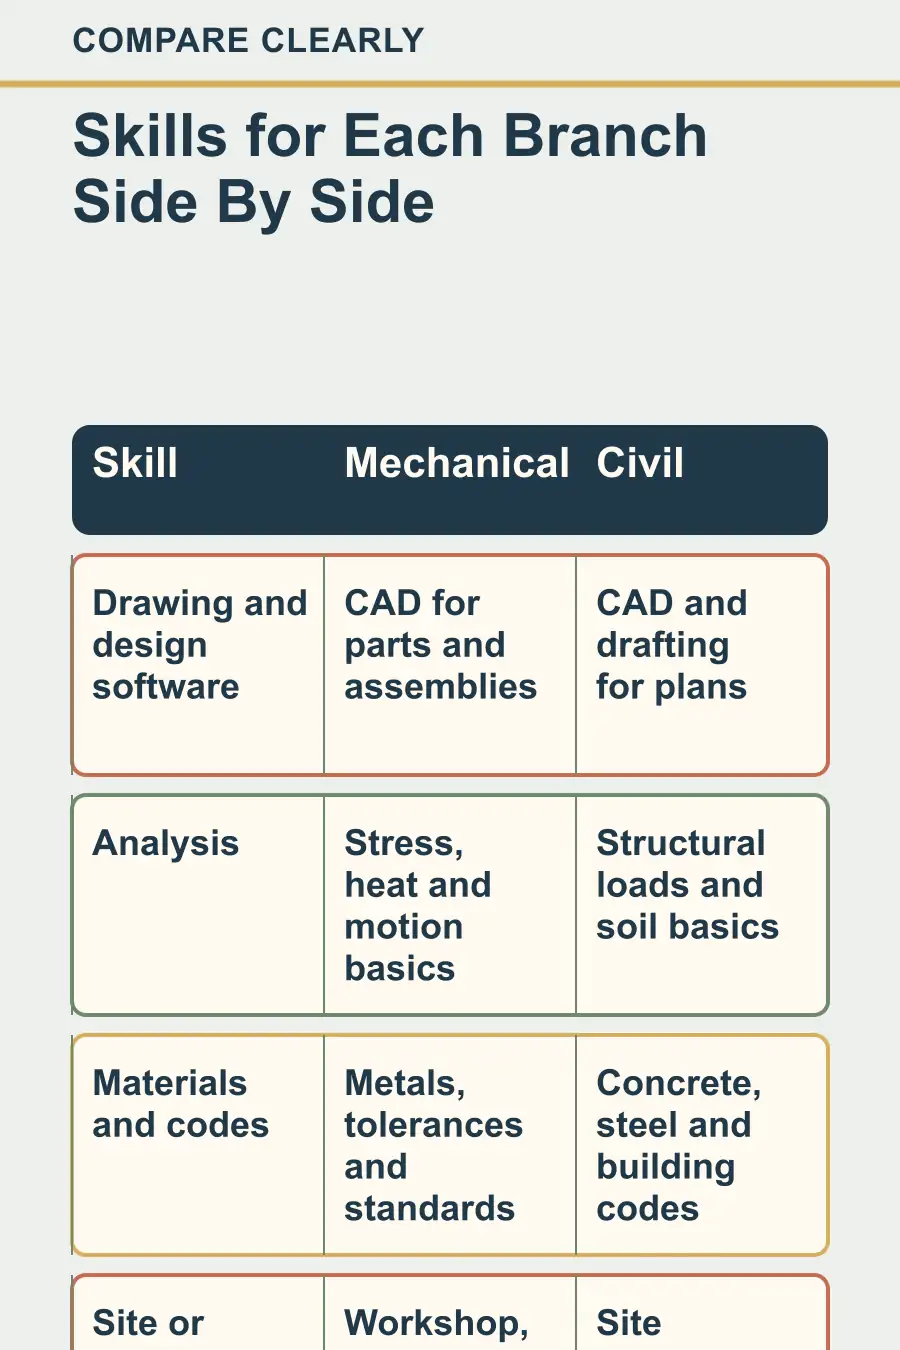 COMPARE CLEARLY
Skills for Each Branch
Side By Side
Skill Mechanical Civil
Drawing and
design
software
CAD for
parts and
assemblies
CAD and
drafting
for plans
Analysis
Stress,
heat and
motion
basics
Structural
loads and
soil basics
Materials
and codes
Metals,
tolerances
and
standards
Concrete,
steel and
building
codes
Site or
Workshop,
Site